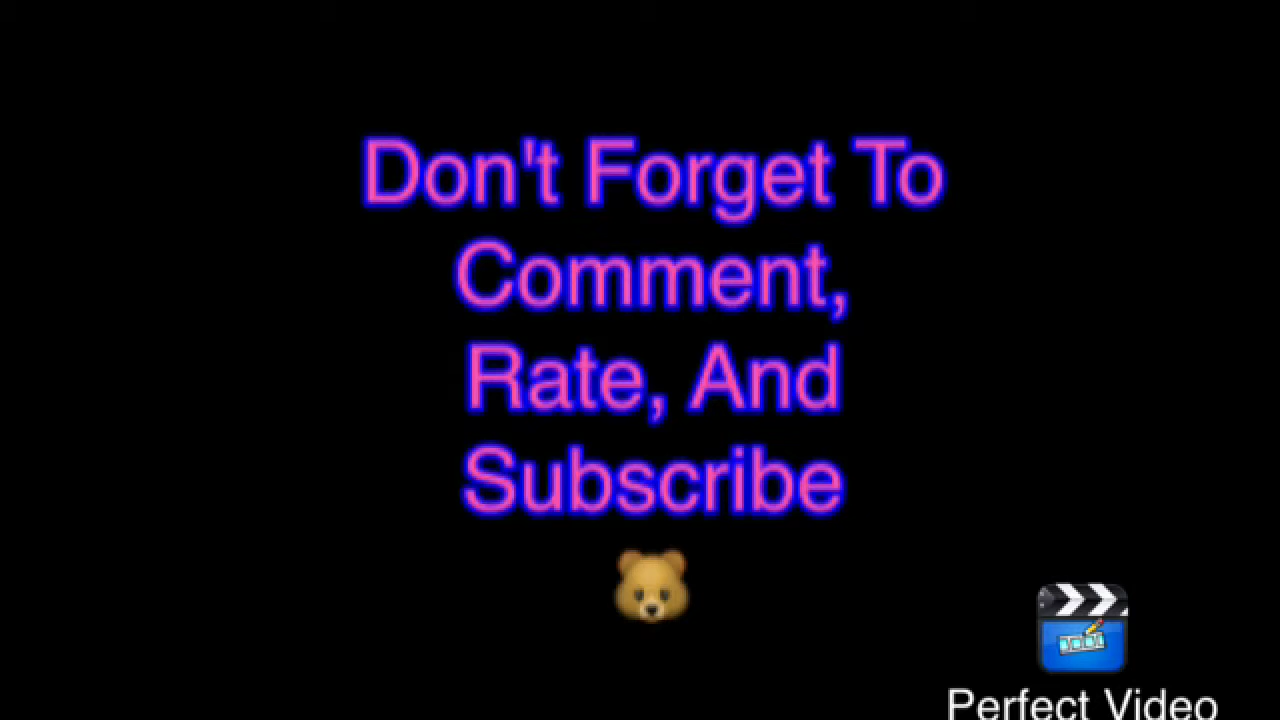 Don't Forget To
Comment,
Rate, And
Subscribe
🐻
Perfect Video